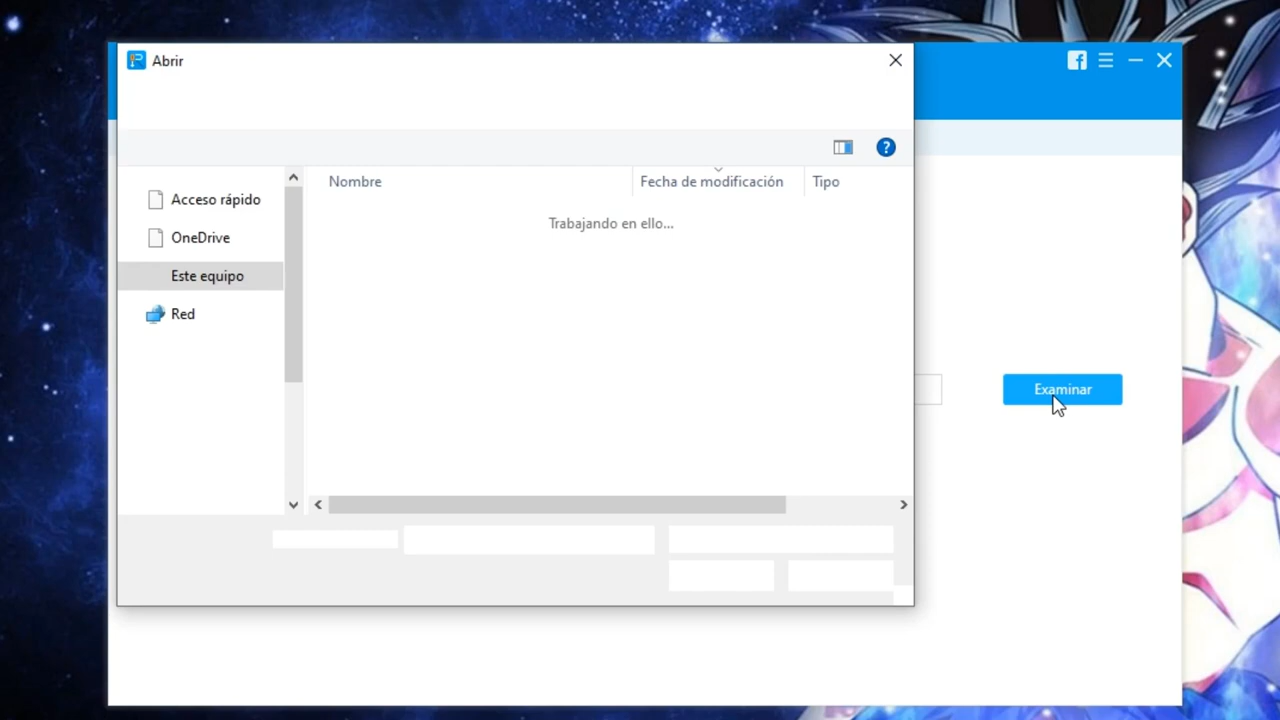 Abrir
Nombre
Fecha de modificación
Tipo
Trabajando en ello...
Acceso rápido
OneDrive
Este equipo
Red
Examinar